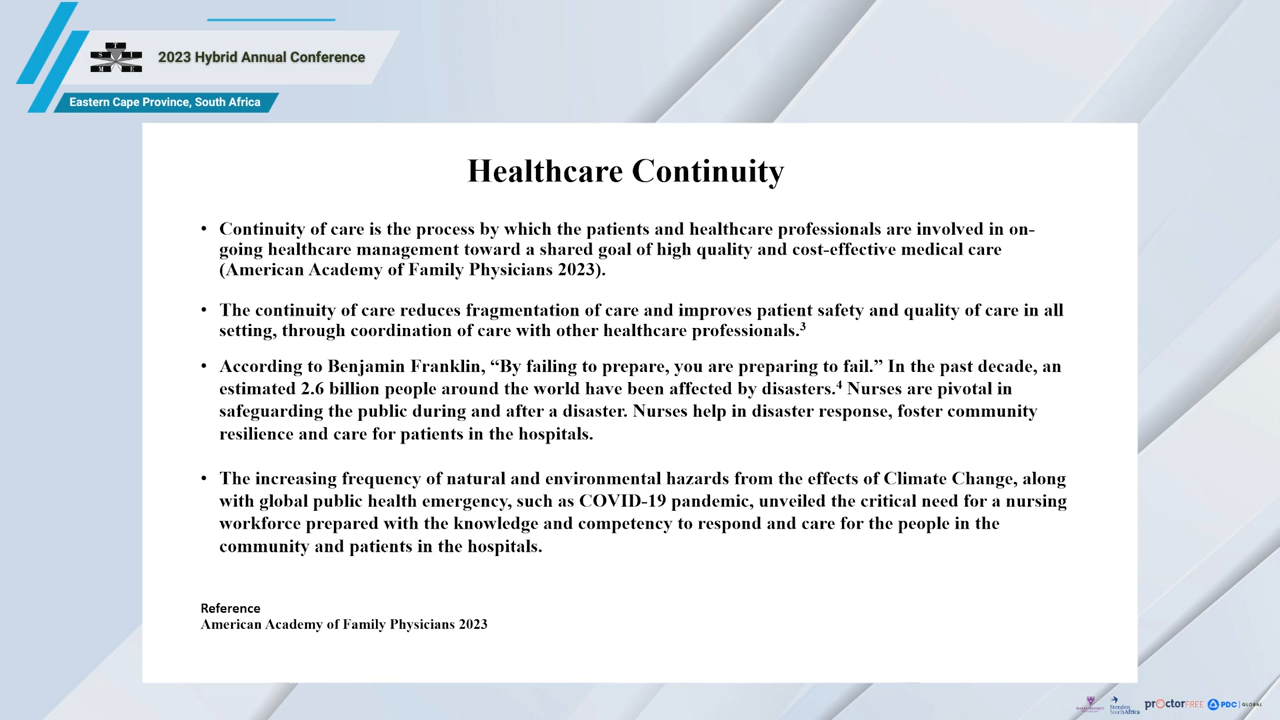 2023 Hybrid Annual Conference
Eastern Cape Province, South Africa
Healthcare Continuity
• Continuity of care is the process by which the patients and healthcare professionals are involved in on-
going healthcare management toward a shared goal of high quality and cost-effective medical care
(American Academy of Family Physicians 2023).
• The continuity of care reduces fragmentation of care and improves patient safety and quality of care in all
setting, through coordination of care with other healthcare professionals.³
• According to Benjamin Franklin, “By failing to prepare, you are preparing to fail.” In the past decade, an
estimated 2.6 billion people around the world have been affected by disasters.⁴ Nurses are pivotal in
safeguarding the public during and after a disaster. Nurses help in disaster response, foster community
resilience and care for patients in the hospitals.
• The increasing frequency of natural and environmental hazards from the effects of Climate Change, along
with global public health emergency, such as COVID-19 pandemic, unveiled the critical need for a nursing
workforce prepared with the knowledge and competency to respond and care for the people in the
community and patients in the hospitals.
Reference
American Academy of Family Physicians 2023
Stenden
South Africa
prOctorFREE
PDC | GLOBAL